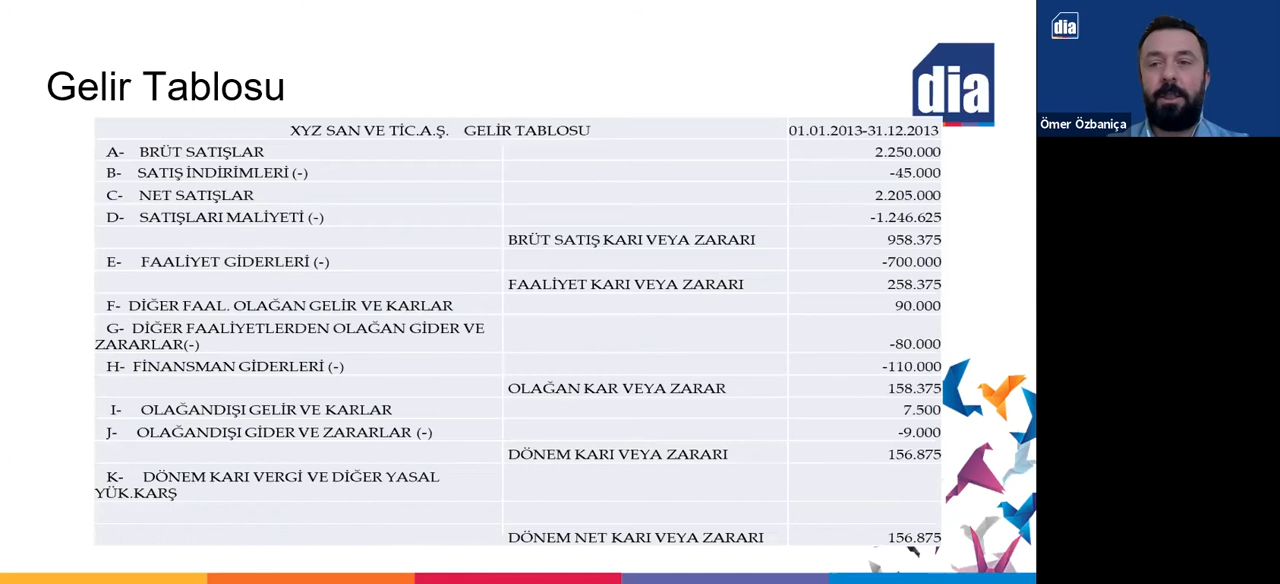 Gelir Tablosu
dia
XYZ SAN VE TİC.A.Ş. GELİR TABLOSU 01.01.2013-31.12.2013
A- BRÜT SATIŞLAR 2.250.000
B- SATIŞ İNDİRİMLERİ (-) -45.000
C- NET SATIŞLAR 2.205.000
D- SATIŞLARI MALİYETİ (-) -1.246.625
BRÜT SATIŞ KARI VEYA ZARARI 958.375
E- FAALİYET GİDERLERİ (-) -700.000
FAALİYET KARI VEYA ZARARI 258.375
F- DİĞER FAAL. OLAĞAN GELİR VE KARLAR 90.000
G- DİĞER FAALİYETLERDEN OLAĞAN GİDER VE
ZARARLAR(-) -80.000
H- FİNANSMAN GİDERLERİ (-) -110.000
OLAĞAN KAR VEYA ZARAR 158.375
I- OLAĞANDIŞI GELİR VE KARLAR 7.500
J- OLAĞANDIŞI GİDER VE ZARARLAR (-) -9.000
DÖNEM KARI VEYA ZARARI 156.875
K- DÖNEM KARI VERGİ VE DİĞER YASAL
YÜK.KARŞ
DÖNEM NET KARI VEYA ZARARI 156.875
dia
Ömer Özbaniça